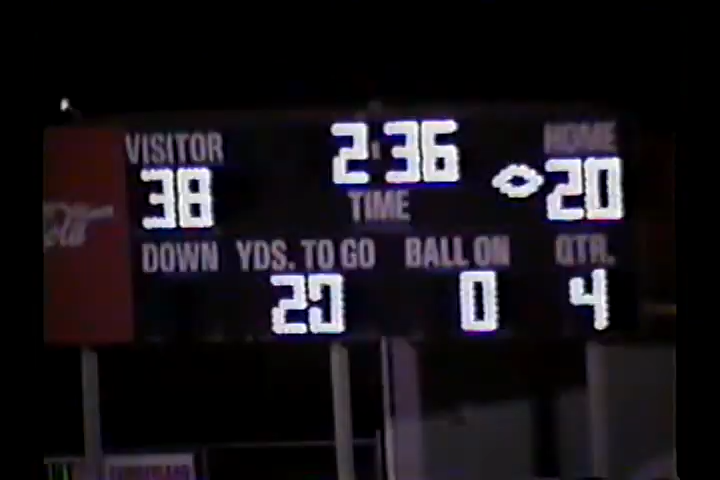 VISITOR 2:36 HOME
38 TIME 20
DOWN YDS. TO GO BALL ON QTR.
20 0 4